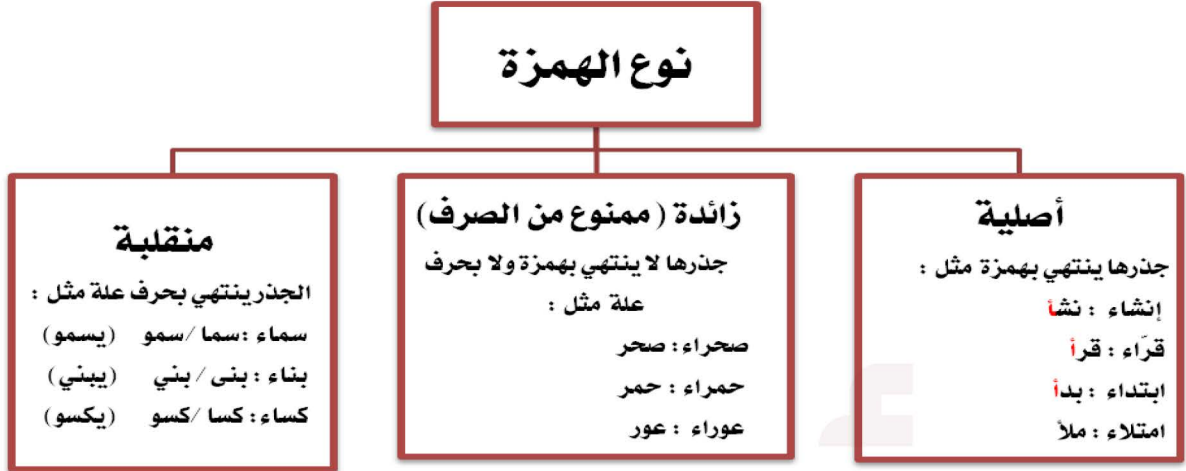 نوع الهمزة
أصلية
جذرها ينتهي بهمزة مثل :
إنشاء : نشأ
قرّاء : قرأ
ابتداء : بدأ
امتلاء : ملأ
زائدة ( ممنوع من الصرف)
جذرها لا ينتهي بهمزة ولا بحرف
علة مثل :
صحراء : صحر
حمراء : حمر
عوراء : عور
منقلبة
الجذر ينتهي بحرف علة مثل :
سماء : سما / سمو (يسمو)
بناء : بنى / بني (يبني)
كساء : كسا / كسو (يكسو)